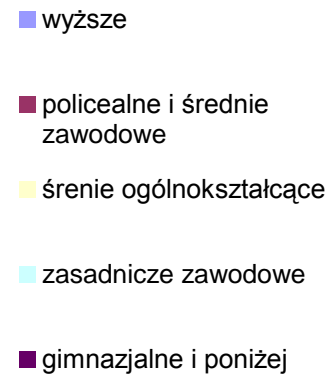 wyższe
policealne i średnie
zawodowe
śrenie ogólnokształcące
zasadnicze zawodowe
gimnazjalne i poniżej